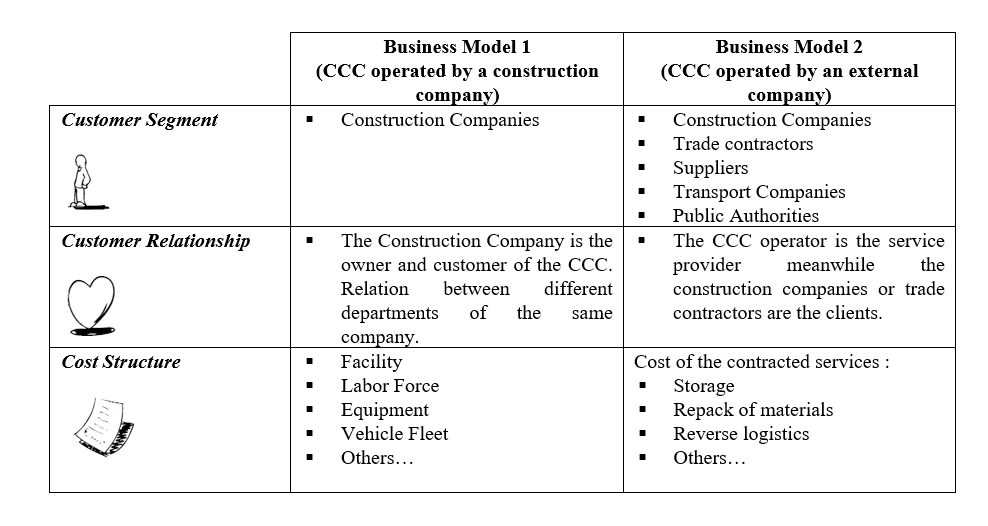 Business Model 1
(CCC operated by a construction
company)
Business Model 2
(CCC operated by an external
company)
Customer Segment
▪ Construction Companies
▪ Construction Companies
▪ Trade contractors
▪ Suppliers
▪ Transport Companies
▪ Public Authorities
Customer Relationship
▪ The Construction Company is the
owner and customer of the CCC.
Relation between different
departments of the same
company.
▪ The CCC operator is the service
provider meanwhile the
construction companies or trade
contractors are the clients.
Cost Structure
▪ Facility
▪ Labor Force
▪ Equipment
▪ Vehicle Fleet
▪ Others…
Cost of the contracted services :
▪ Storage
▪ Repack of materials
▪ Reverse logistics
▪ Others…